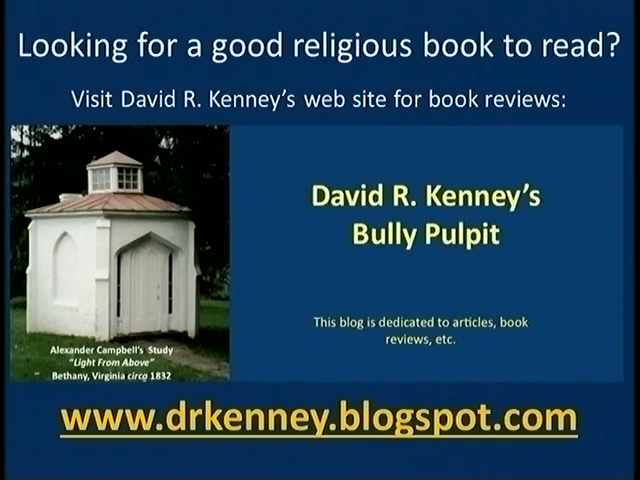 Looking for a good religious book to read?
Visit David R. Kenney's web site for book reviews:
David R. Kenney's
Bully Pulpit
This blog is dedicated to articles, book
reviews, etc.
Alexander Campbell's Study
"Light From Above"
Bethany, Virginia circa 1832
www.drkenney.blogspot.com